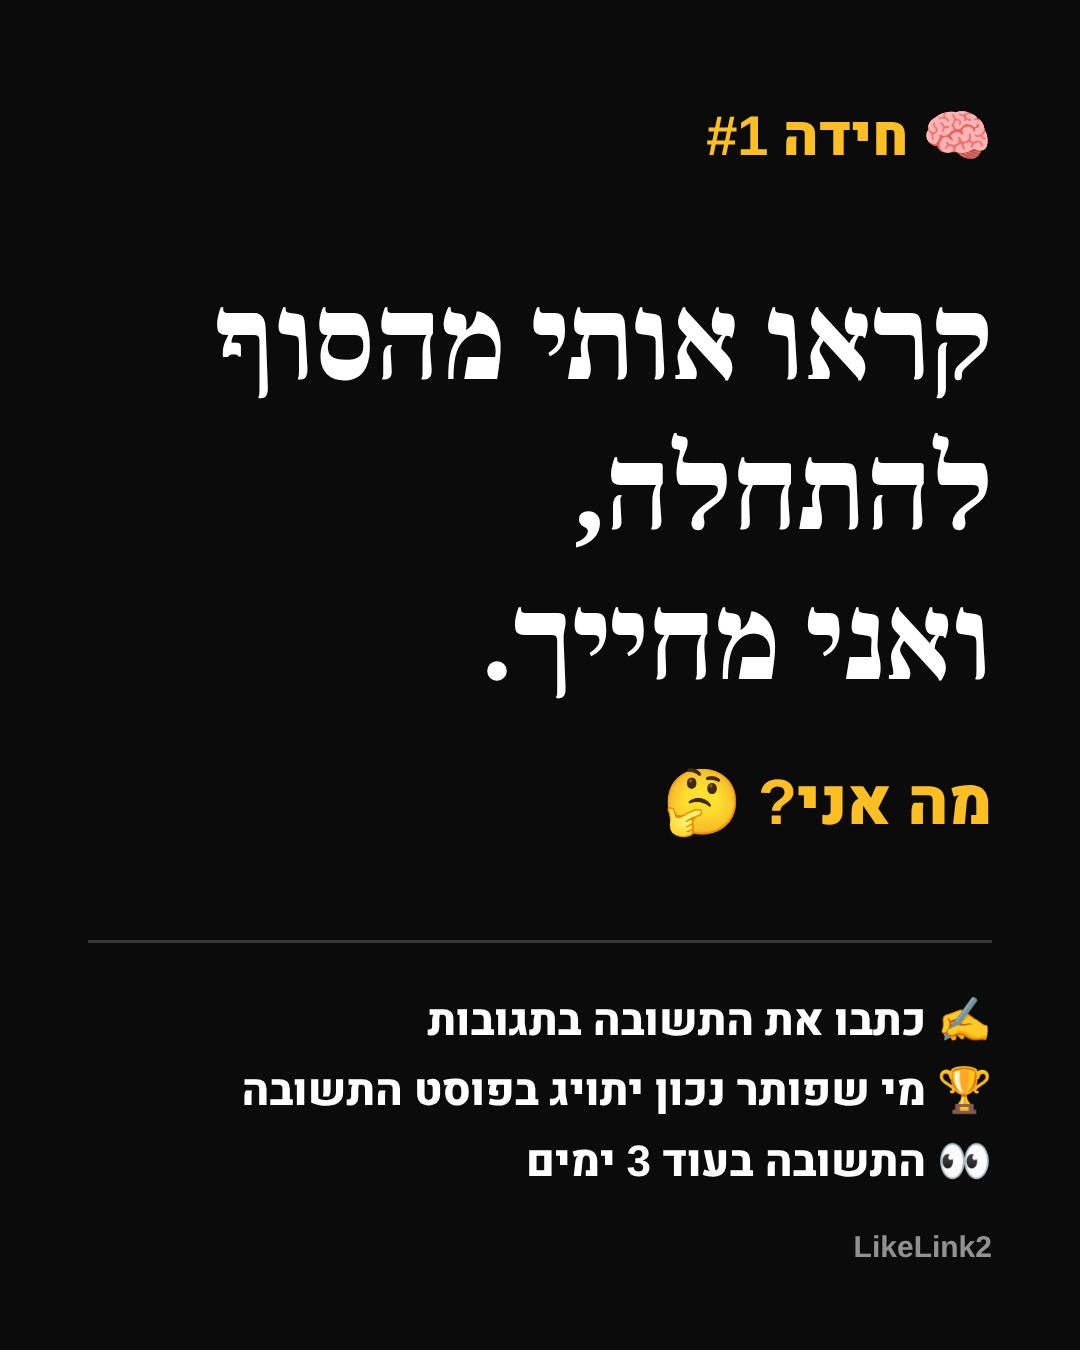 🧠 חידה #1
קראו אותי מהסוף
להתחלה,
ואני מחייך.
מה אני? 🤔
✍️ כתבו את התשובה בתגובות
🏆 מי שפותר נכון יתויג בפוסט התשובה
👀 התשובה בעוד 3 ימים
LikeLink2